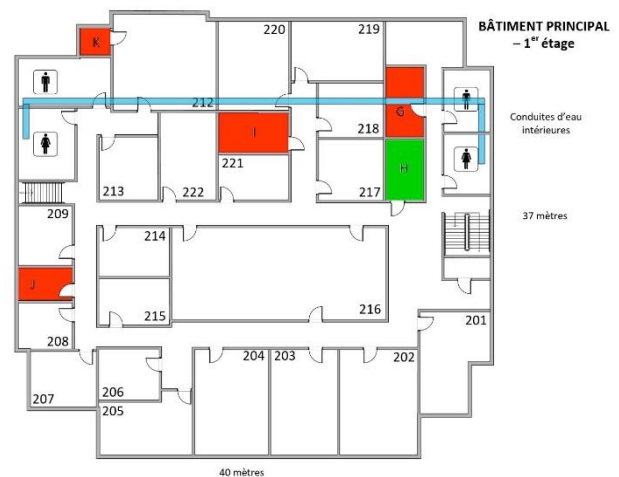 BÂTIMENT PRINCIPAL
– 1er étage
K
220
219
212
G
Conduites d'eau
intérieures
I
218
221
H
213
222
217
209
37 mètres
214
J
215
216
201
208
204
203
202
206
207
205
40 mètres